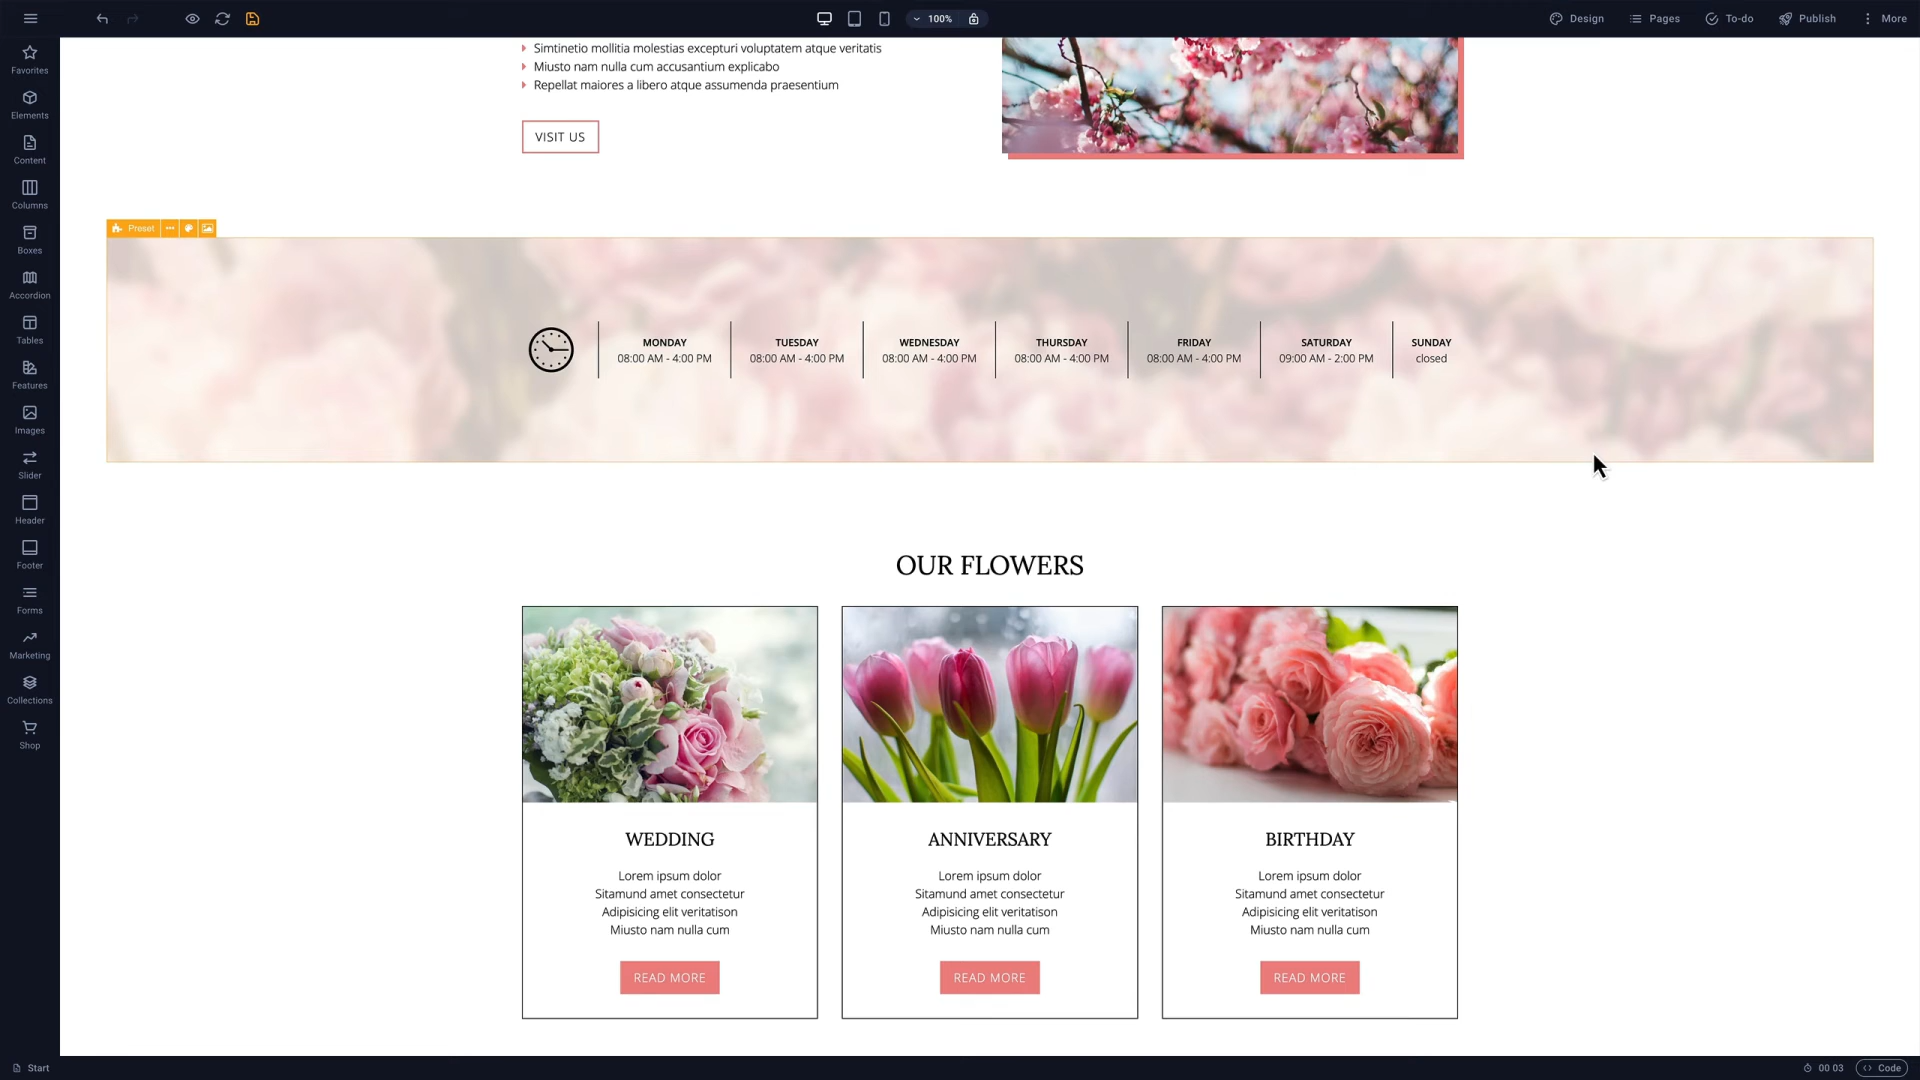 100%
Design
Pages
To-do
Publish
More
Favorites
Elements
Content
Columns
Boxes
Accordion
Tables
Features
Images
Slider
Header
Footer
Forms
Marketing
Collections
Shop
Simtinetio mollitia molestias excepturi voluptatem atque veritatis
Miusto nam nulla cum accusantium explicabo
Repellat maiores a libero atque assumenda praesentium
VISIT US
Preset
MONDAY
08:00 AM - 4:00 PM
TUESDAY
08:00 AM - 4:00 PM
WEDNESDAY
08:00 AM - 4:00 PM
THURSDAY
08:00 AM - 4:00 PM
FRIDAY
08:00 AM - 4:00 PM
SATURDAY
09:00 AM - 2:00 PM
SUNDAY
closed
OUR FLOWERS
WEDDING
Lorem ipsum dolor
Sitamund amet consectetur
Adipisicing elit veritatison
Miusto nam nulla cum
READ MORE
ANNIVERSARY
Lorem ipsum dolor
Sitamund amet consectetur
Adipisicing elit veritatison
Miusto nam nulla cum
READ MORE
BIRTHDAY
Lorem ipsum dolor
Sitamund amet consectetur
Adipisicing elit veritatison
Miusto nam nulla cum
READ MORE
Start
00 03
Code